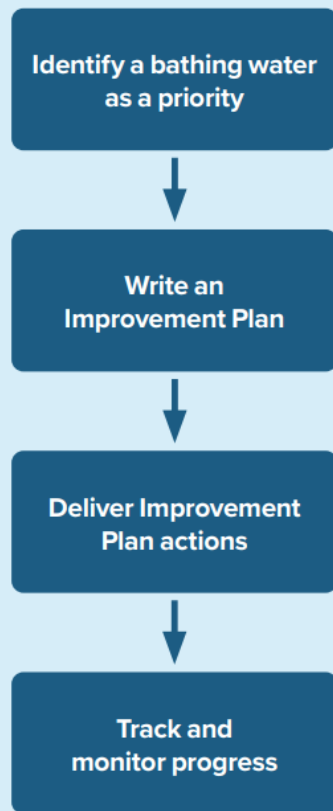 Identify a bathing water
as a priority
Write an
Improvement Plan
Deliver Improvement
Plan actions
Track and
monitor progress